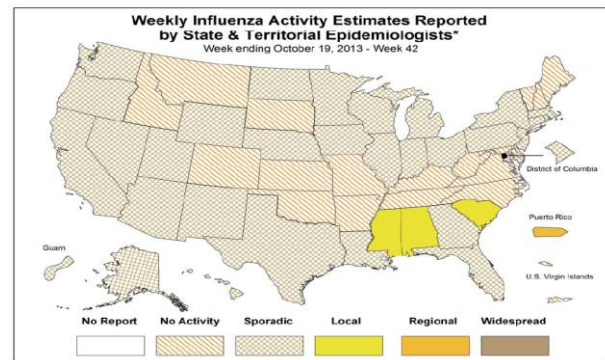 Weekly Influenza Activity Estimates Reported
by State & Territorial Epidemiologists*
Week ending October 19, 2013 - Week 42
District of Columbia
Puerto Rico
Guam
U.S. Virgin Islands
No Report No Activity Sporadic Local Regional Widespread